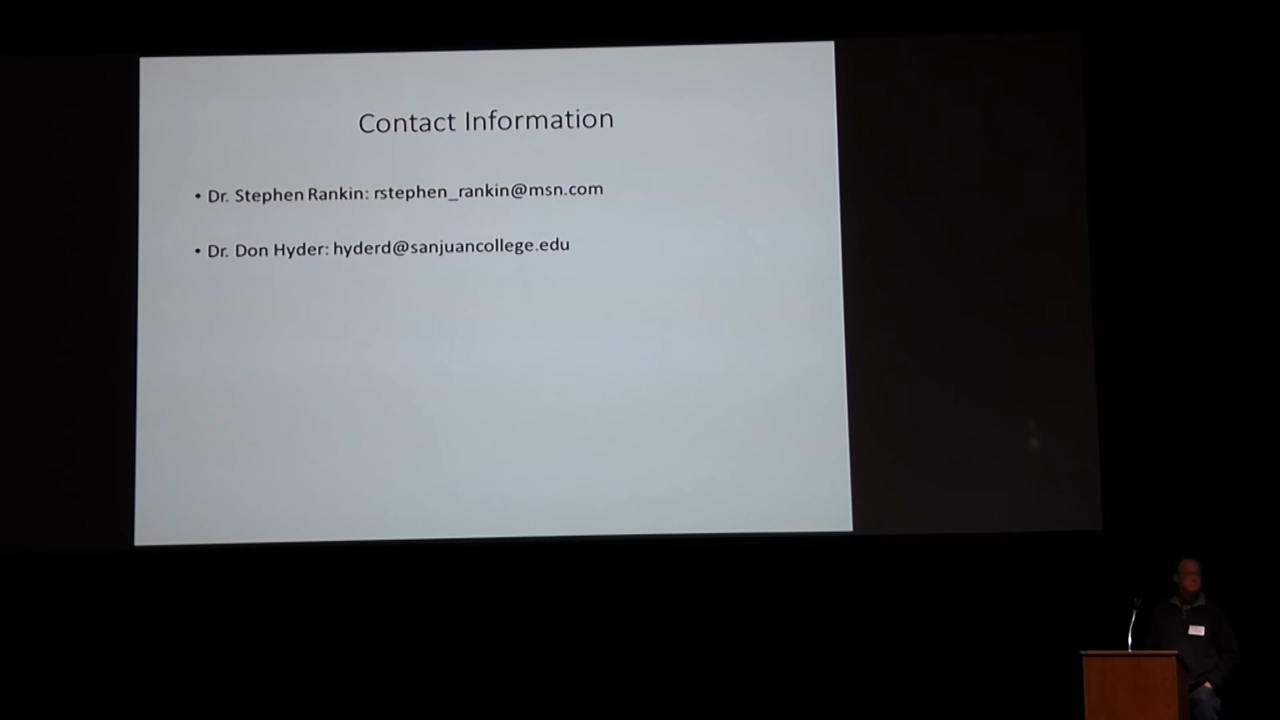 Contact Information
• Dr. Stephen Rankin: rstephen_rankin@msn.com
• Dr. Don Hyder: hyderd@sanjuancollege.edu